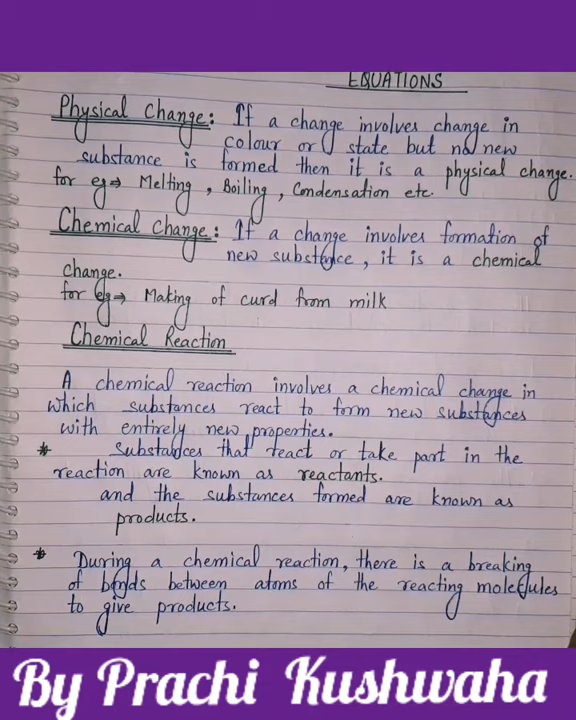 EQUATIONS
Physical Change: If a change involves change in
colour or state but no new
substance is formed then it is a physical change.
for eg⇒ Melting, Boiling, Condensation etc.
Chemical Change: If a change involves formation of
new substance, it is a chemical
change.
for eg⇒ Making of curd from milk
Chemical Reaction
A chemical reaction involves a chemical change in
which substances react to form new substances
with entirely new properties.
* Substances that react or take part in the
reaction are known as reactants.
and the substances formed are known as
products.
* During a chemical reaction, there is a breaking
of bonds between atoms of the reacting molecules
to give products.
By Prachi Kushwaha